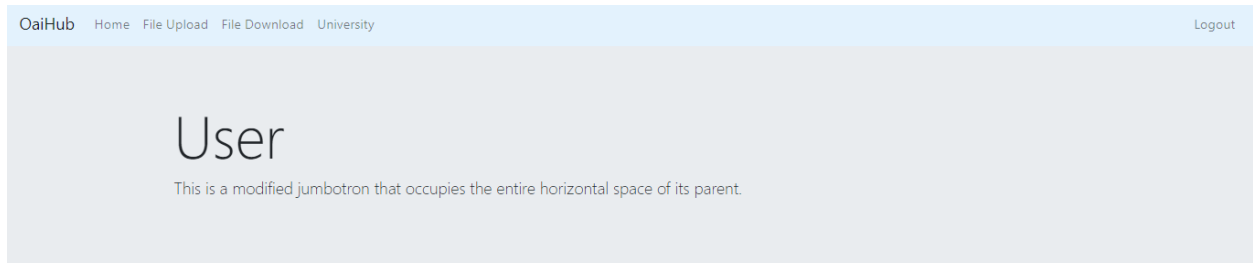 OaiHub Home File Upload File Download University Logout
User
This is a modified jumbotron that occupies the entire horizontal space of its parent.